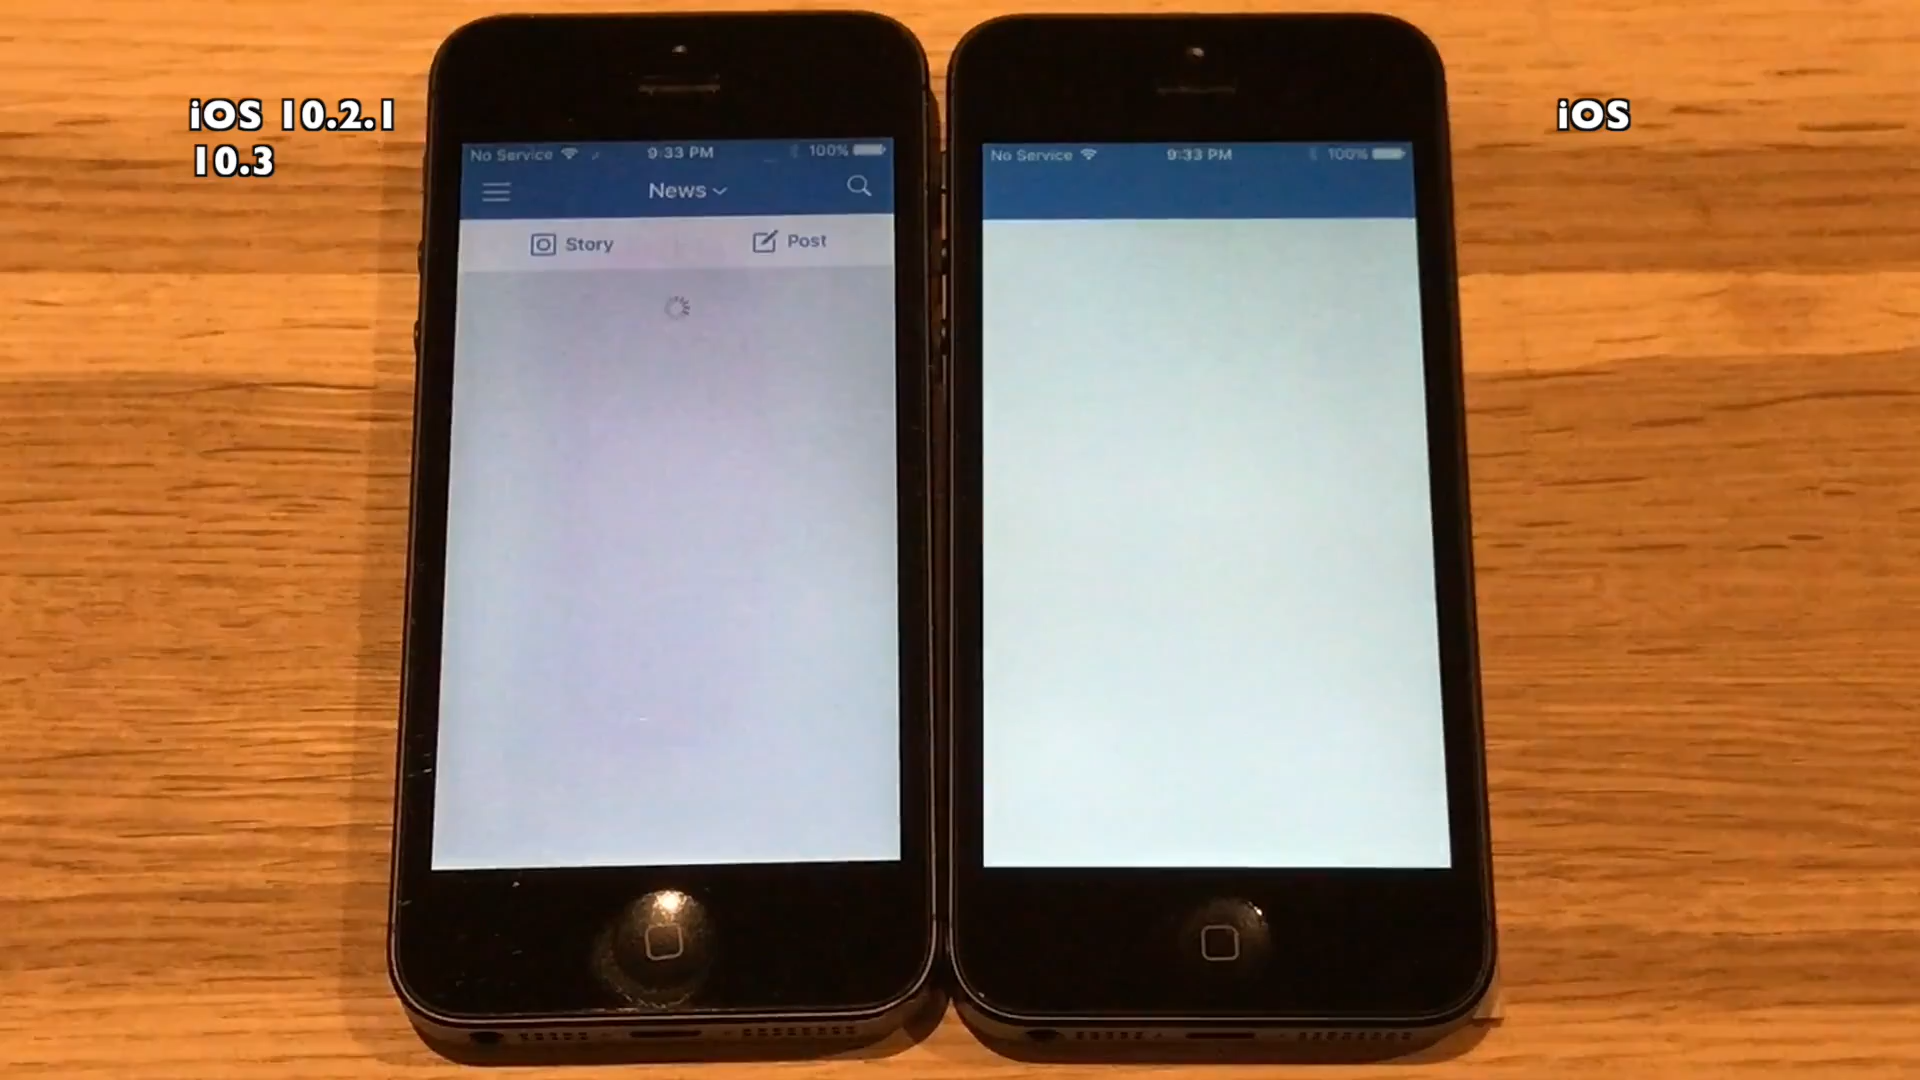 iOS 10.2.1
10.3
iOS
No Service 9:33 PM 100%
News
Story Post
No Service 9:33 PM 100%